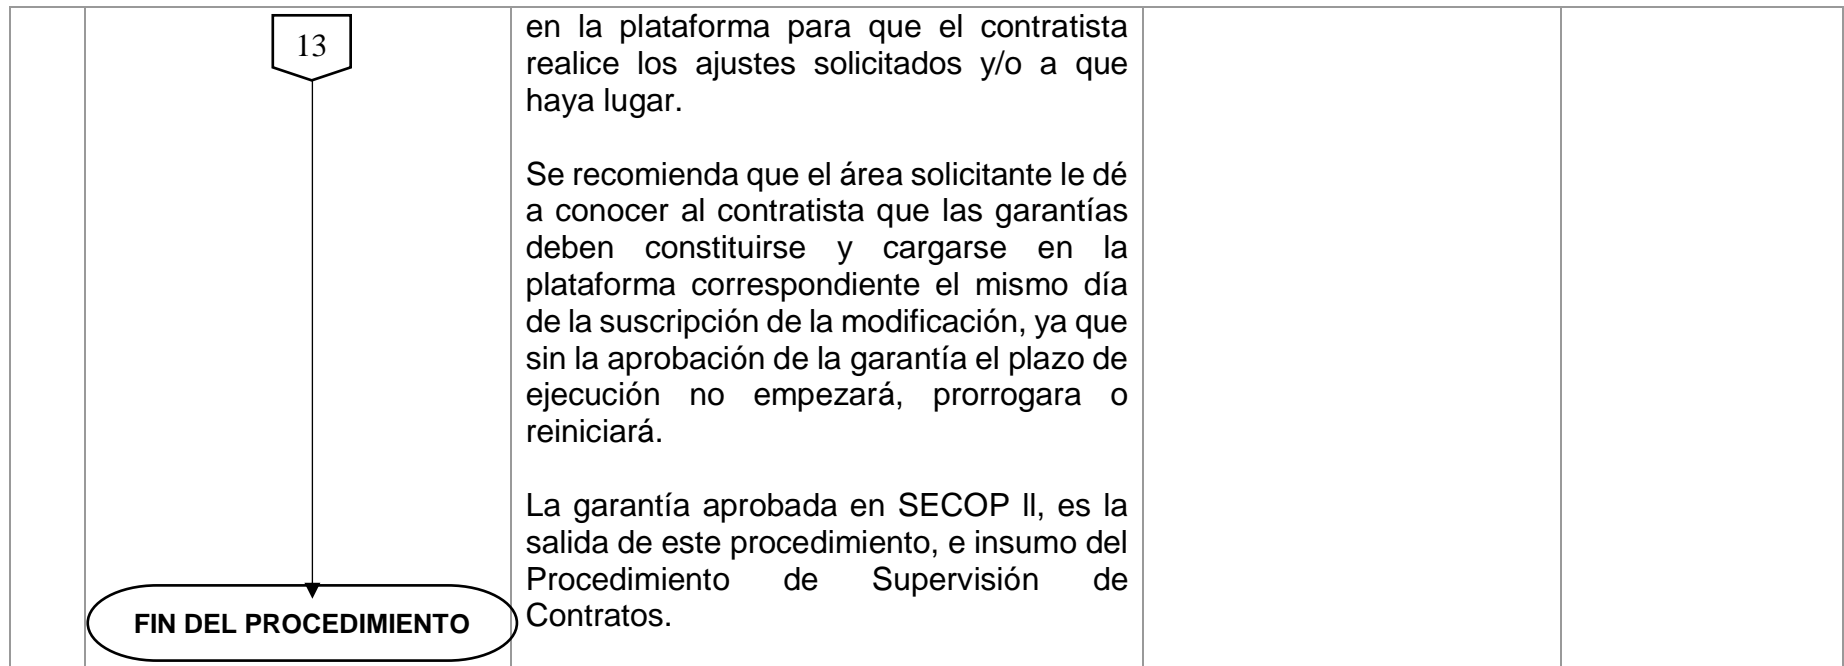 13
en la plataforma para que el contratista
realice los ajustes solicitados y/o a que
haya lugar.
Se recomienda que el área solicitante le dé
a conocer al contratista que las garantías
deben constituirse y cargarse en la
plataforma correspondiente el mismo día
de la suscripción de la modificación, ya que
sin la aprobación de la garantía el plazo de
ejecución no empezará, prorrogara o
reiniciará.
La garantía aprobada en SECOP ll, es la
salida de este procedimiento, e insumo del
Procedimiento de Supervisión de
Contratos.
FIN DEL PROCEDIMIENTO